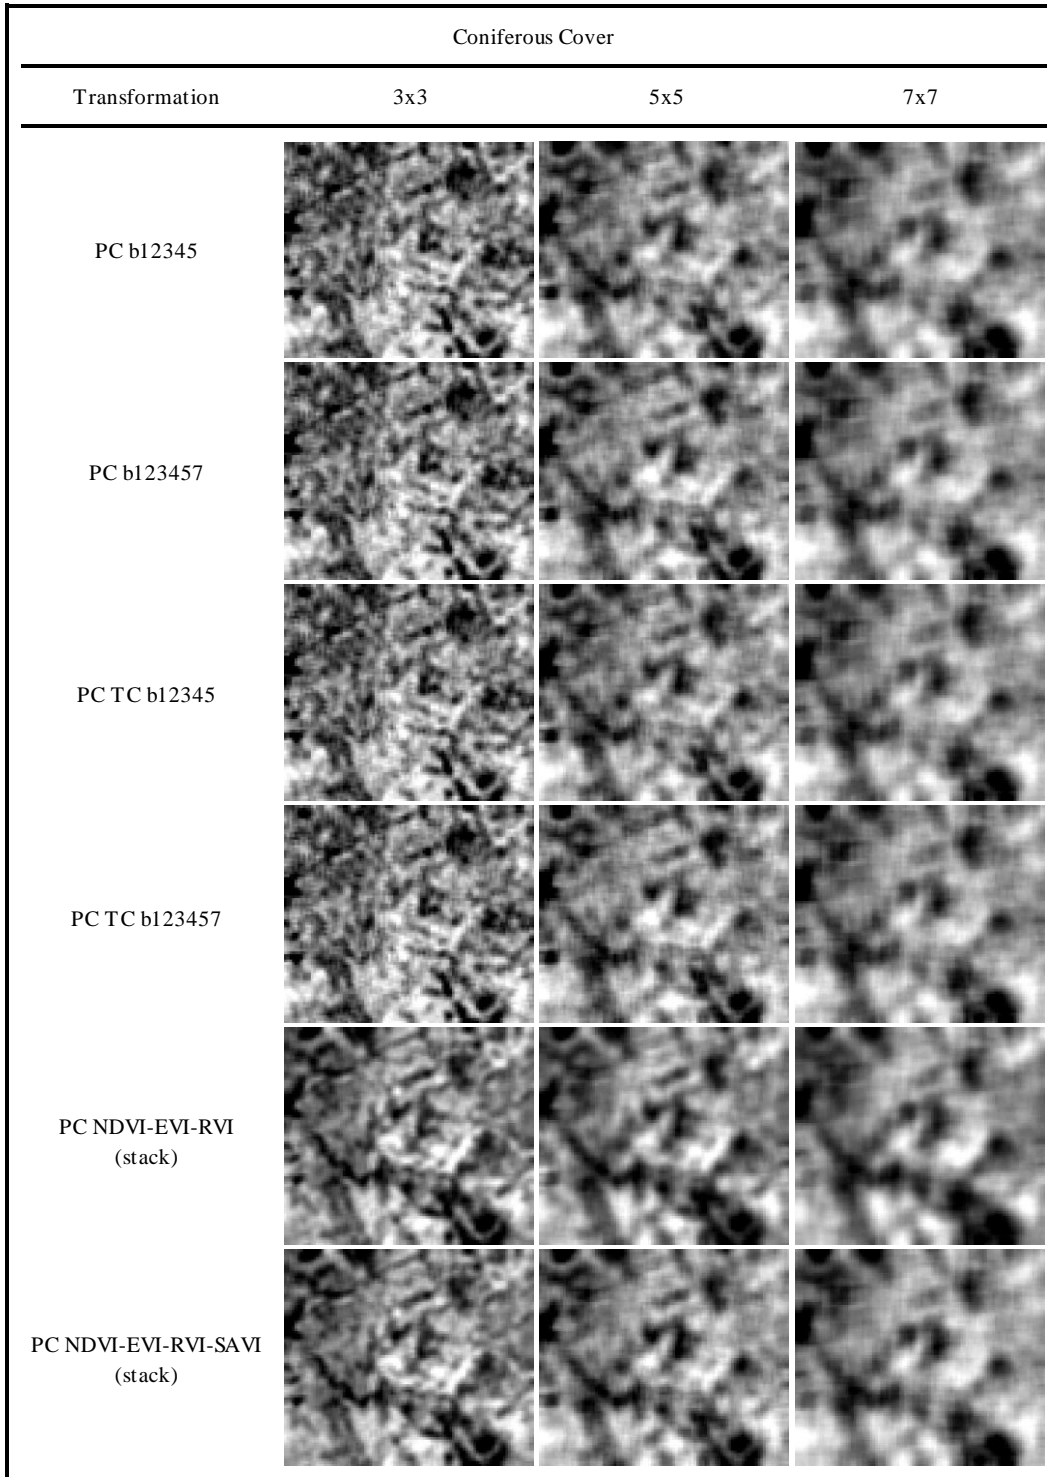 Coniferous Cover
Transformation 3x3 5x5 7x7
PC b12345
PC b123457
PC TC b12345
PC TC b123457
PC NDVI-EVI-RVI
(stack)
PC NDVI-EVI-RVI-SAVI
(stack)